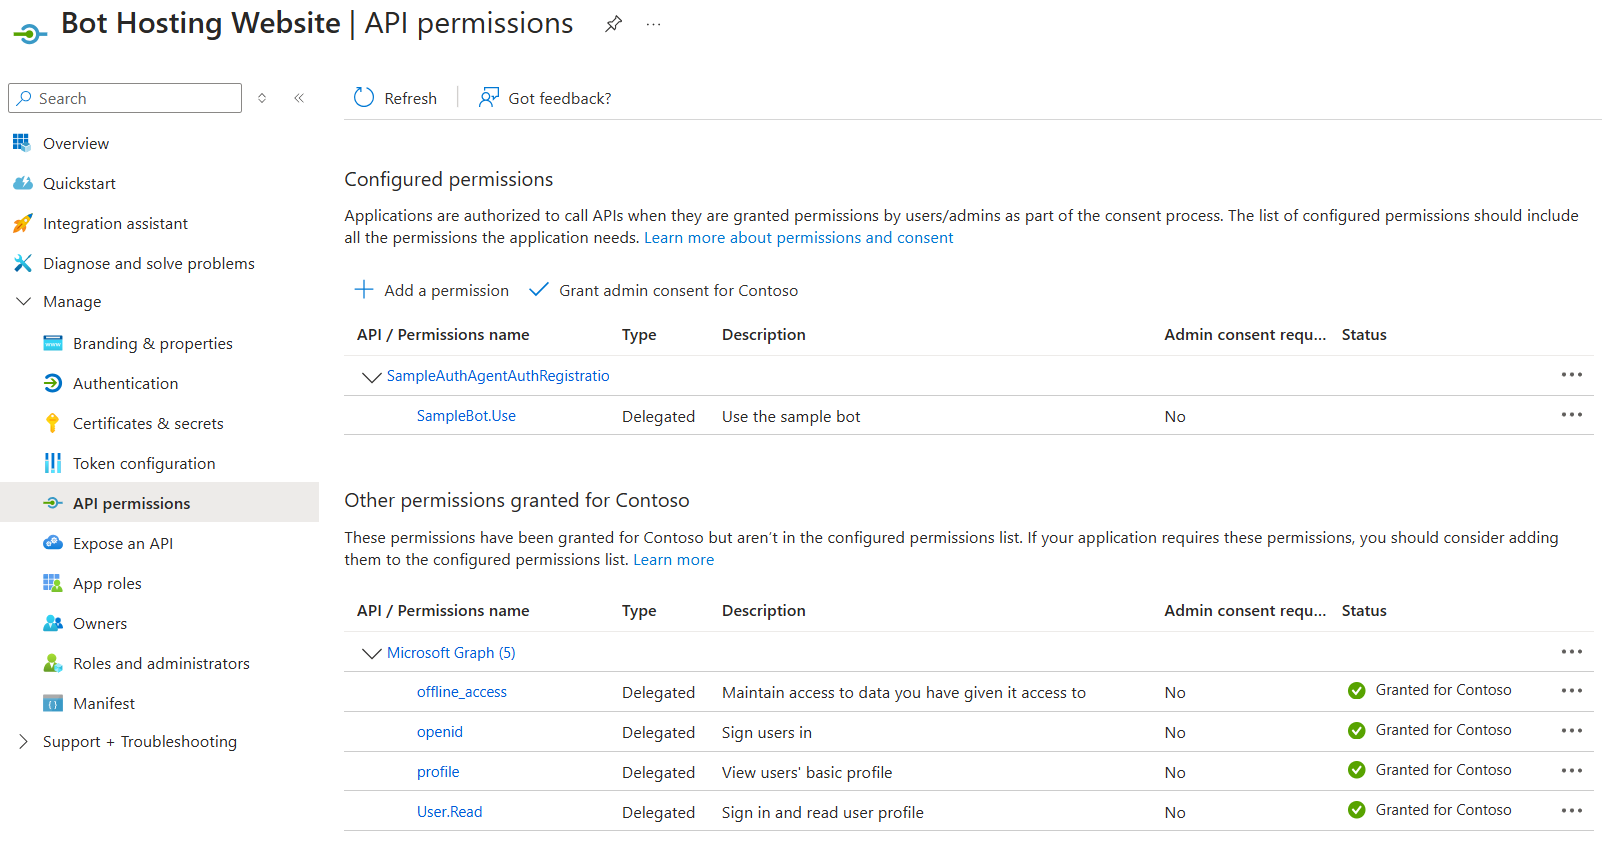 Bot Hosting Website | API permissions
Search
Refresh
Got feedback?
Overview
Quickstart
Integration assistant
Diagnose and solve problems
Manage
Branding & properties
Authentication
Certificates & secrets
Token configuration
API permissions
Expose an API
App roles
Owners
Roles and administrators
Manifest
Support + Troubleshooting
Configured permissions
Applications are authorized to call APIs when they are granted permissions by users/admins as part of the consent process. The list of configured permissions should include
all the permissions the application needs. Learn more about permissions and consent
Add a permission Grant admin consent for Contoso
API / Permissions name Type Description Admin consent requ... Status
SampleAuthAgentAuthRegistratio
SampleBot.Use Delegated Use the sample bot No
Other permissions granted for Contoso
These permissions have been granted for Contoso but aren't in the configured permissions list. If your application requires these permissions, you should consider adding
them to the configured permissions list. Learn more
API / Permissions name Type Description Admin consent requ... Status
Microsoft Graph (5)
offline_access Delegated Maintain access to data you have given it access to No Granted for Contoso
openid Delegated Sign users in No Granted for Contoso
profile Delegated View users' basic profile No Granted for Contoso
User.Read Delegated Sign in and read user profile No Granted for Contoso